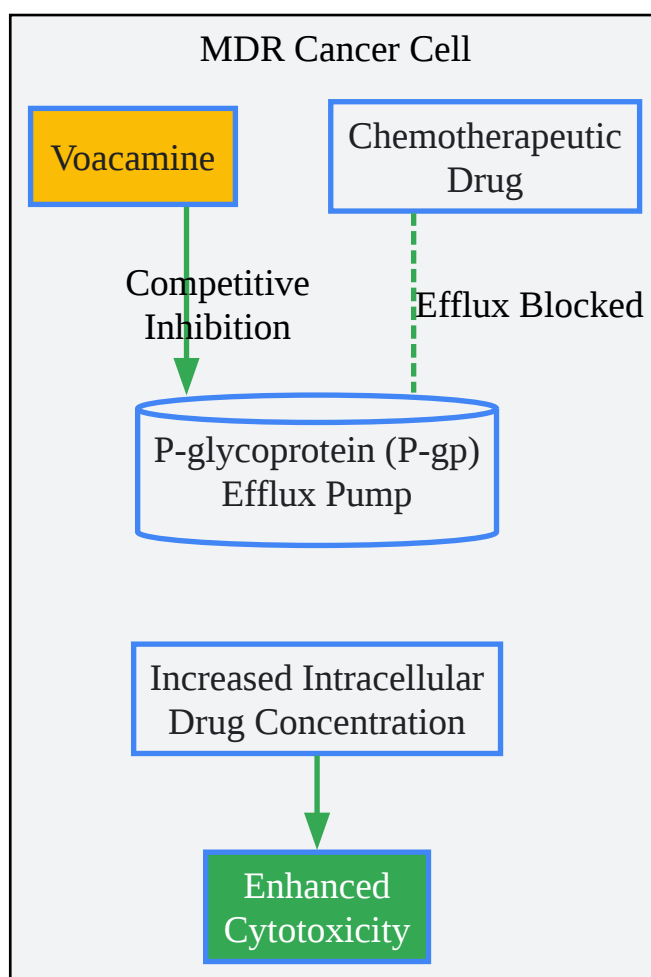 MDR Cancer Cell
Voacamine
Chemotherapeutic
Drug
Competitive
Inhibition
Efflux Blocked
P-glycoprotein (P-gp)
Efflux Pump
Increased Intracellular
Drug Concentration
Enhanced
Cytotoxicity